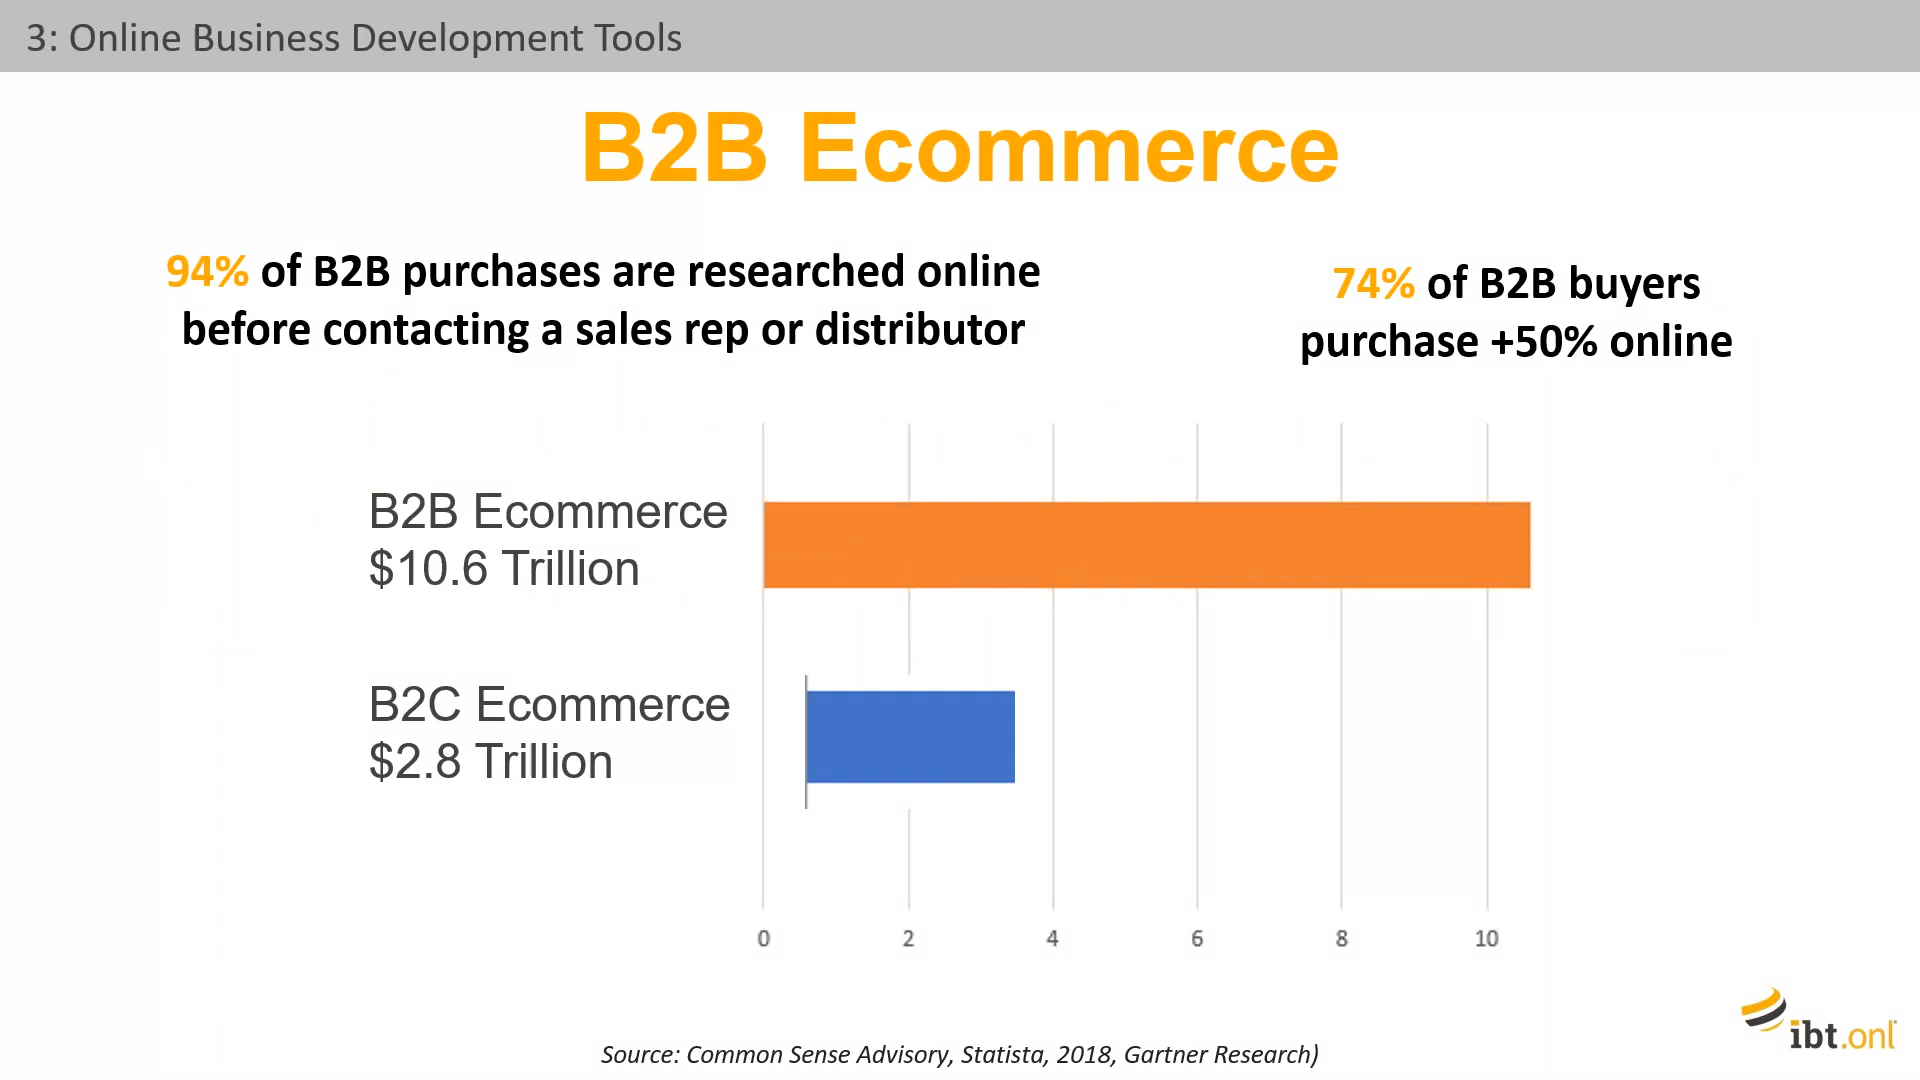 3: Online Business Development Tools
B2B Ecommerce
94% of B2B purchases are researched online
before contacting a sales rep or distributor
74% of B2B buyers
purchase +50% online
B2B Ecommerce
$10.6 Trillion
B2C Ecommerce
$2.8 Trillion
0 2 4 6 8 10
ibt.onl
Source: Common Sense Advisory, Statista, 2018, Gartner Research)